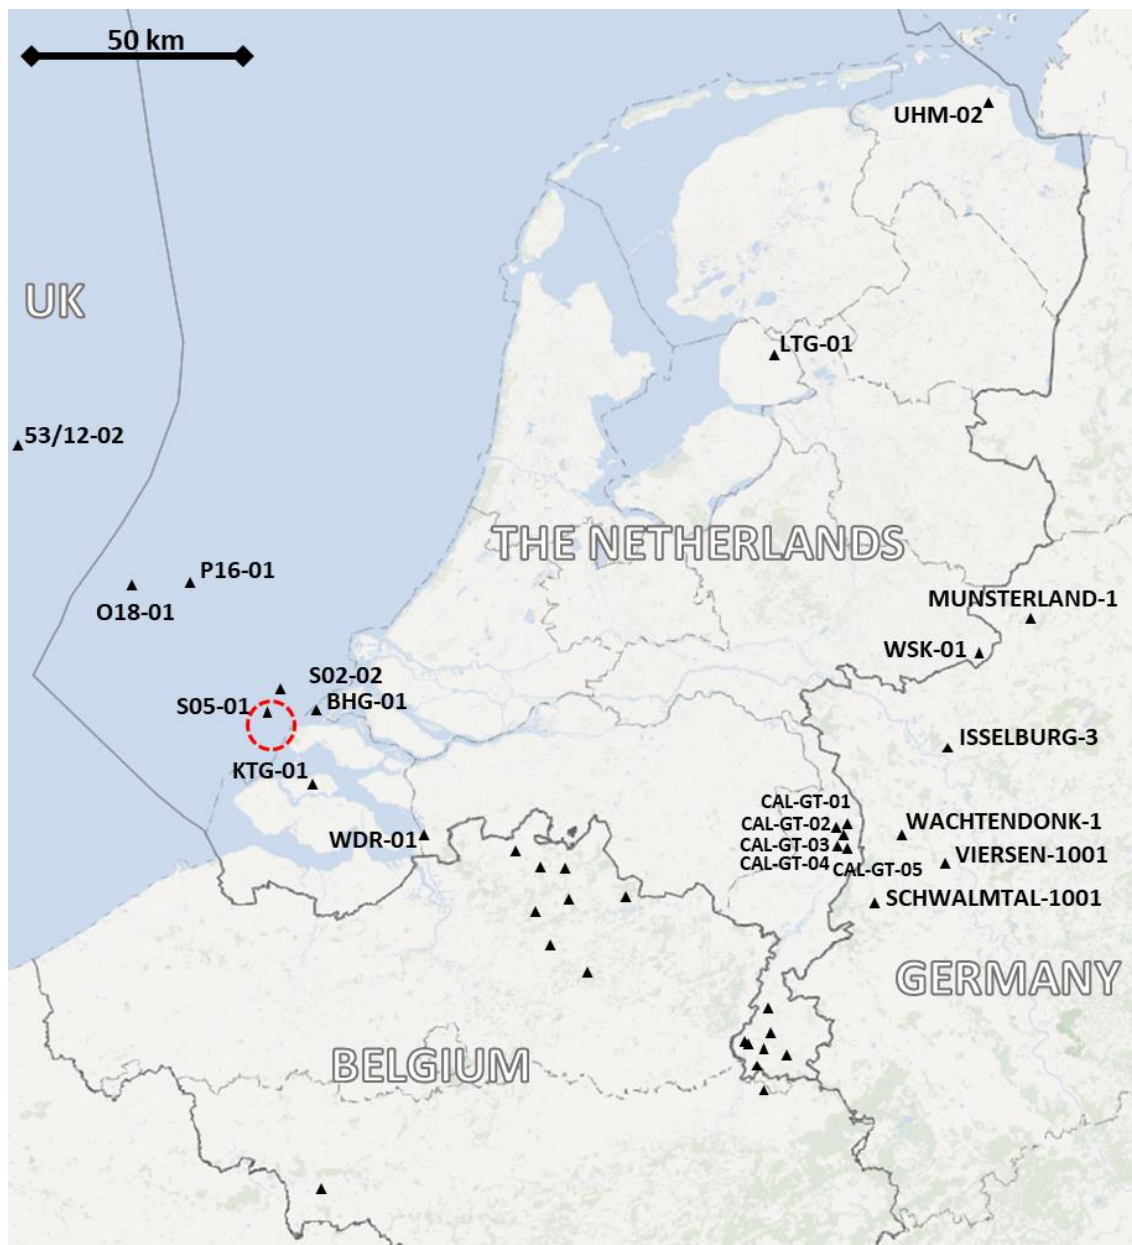 50 km
UHM-02
UK
LTG-01
53/12-02
THE NETHERLANDS
P16-01
O18-01
MUNSTERLAND-1
WSK-01
S02-02
S05-01
BHG-01
ISSELBURG-3
KTG-01
CAL-GT-01
CAL-GT-02
WACHTENDONK-1
WDR-01
CAL-GT-03
VIERSEN-1001
CAL-GT-04
CAL-GT-05
SCHWALMTAL-1001
GERMANY
BELGIUM